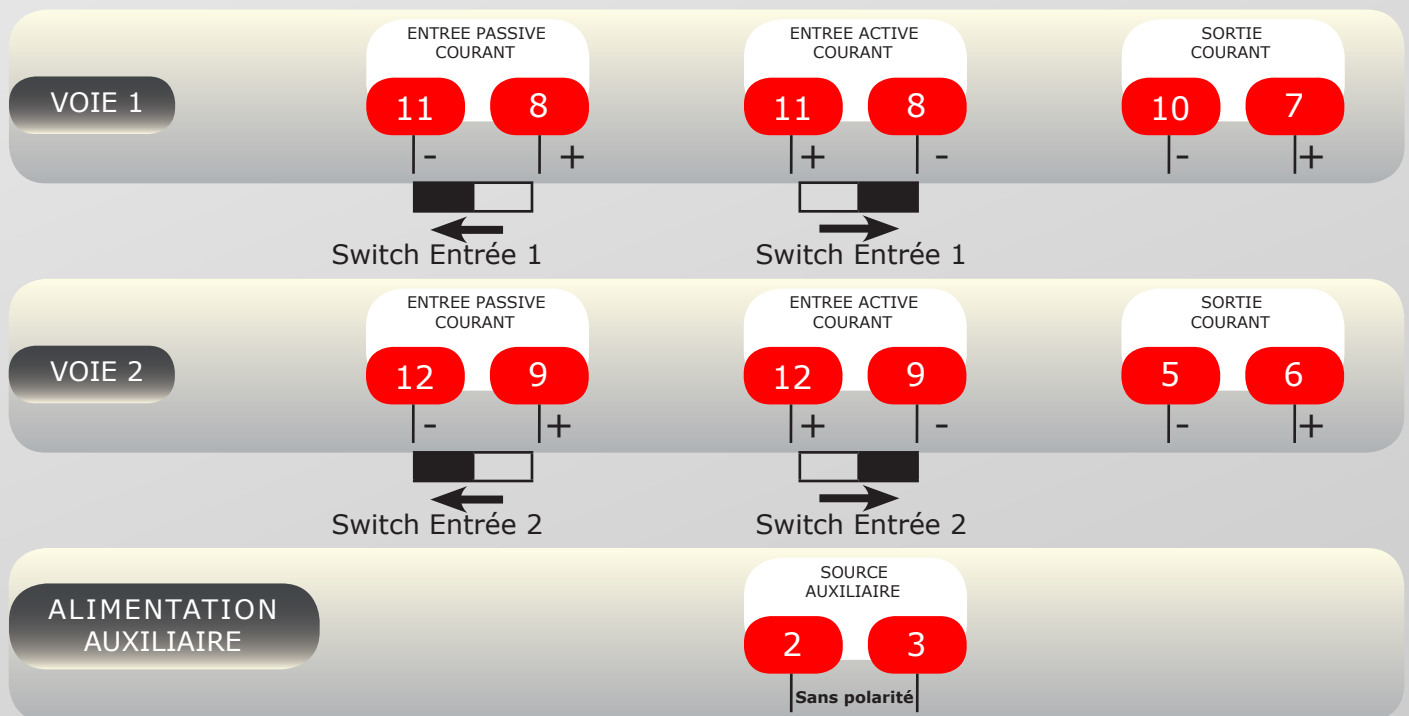 ENTREE PASSIVE
COURANT
ENTREE ACTIVE
COURANT
SORTIE
COURANT
VOIE 1
11 8
11 8
10 7
- +
+ -
- +
Switch Entrée 1
Switch Entrée 1
ENTREE PASSIVE
COURANT
ENTREE ACTIVE
COURANT
SORTIE
COURANT
VOIE 2
12 9
12 9
5 6
- +
+ -
- +
Switch Entrée 2
Switch Entrée 2
SOURCE
AUXILIAIRE
ALIMENTATION
AUXILIAIRE
2 3
Sans polarité